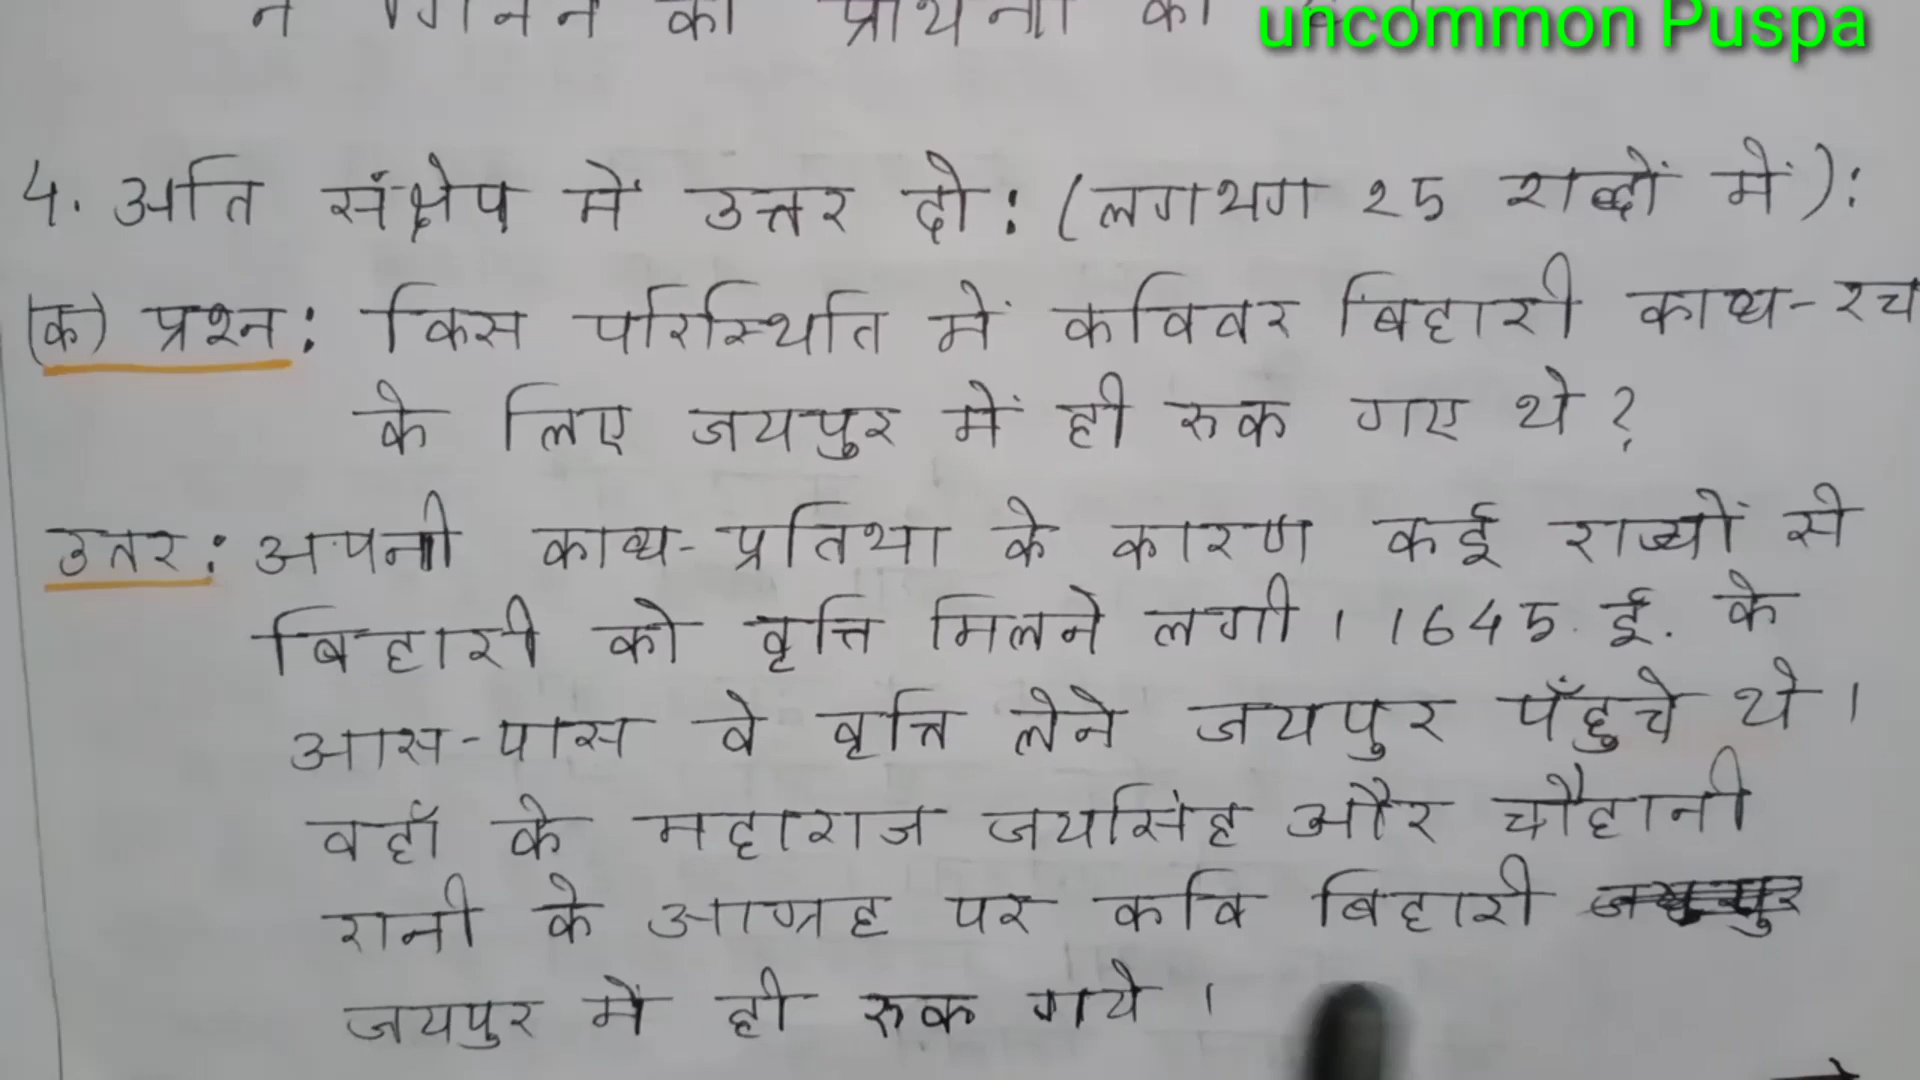 uncommon Puspa
4. अति संक्षेप में उत्तर दो : (लगभग 25 शब्दों में) :
(क) प्रश्न : किस परिस्थिति में कविवर बिहारी काव्य-रच
के लिए जयपुर में ही रुक गए थे ?
उत्तर : अपनी काव्य-प्रतिभा के कारण कई राज्यों से
बिहारी को वृत्ति मिलने लगी । 1645 ई. के
आस-पास वे वृत्ति लेने जयपुर पँहुचे थे ।
वहाँ के महाराज जयसिंह और चौहानी
रानी के आग्रह पर कवि बिहारी
जयपुर में ही रुक गये ।